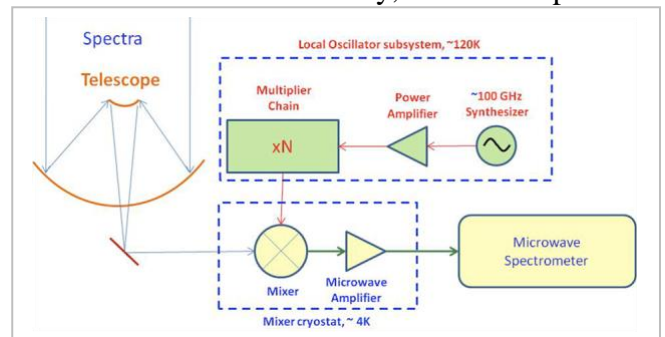 Spectra
Telescope
Local Oscillator subsystem, ~120K
Multiplier
Chain
Power
Amplifier
~100 GHz
Synthesizer
xN
Mixer
Microwave
Amplifier
Mixer cryostat, ~ 4K
Microwave
Spectrometer